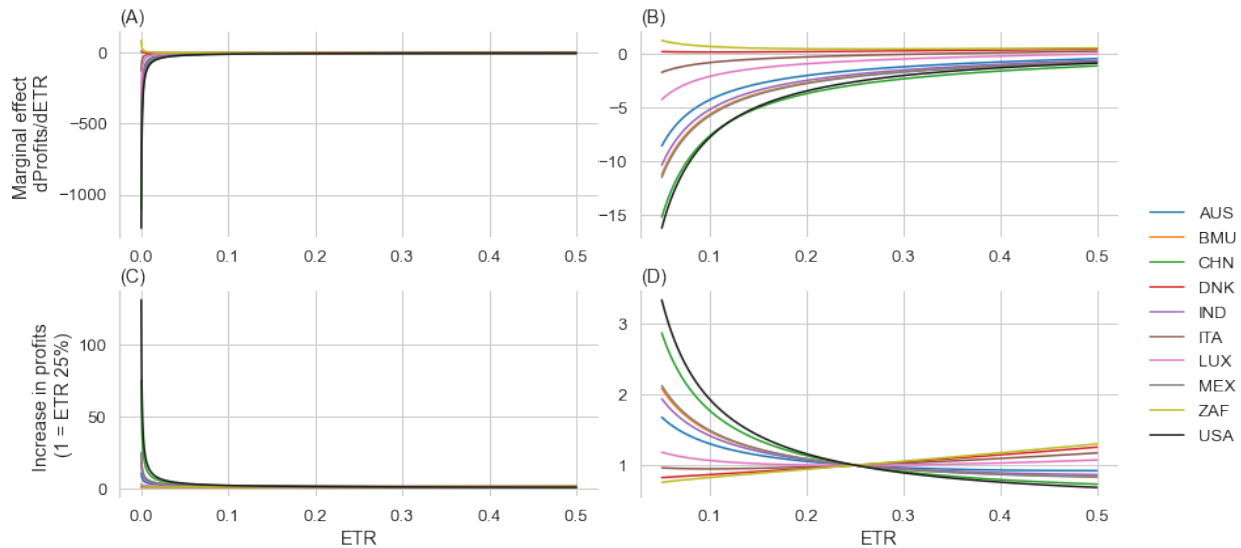 (A)
(B)
Marginal effect
dProfits/dETR
0
−500
−1000
0
−5
−10
−15
0.0 0.1 0.2 0.3 0.4 0.5
0.1 0.2 0.3 0.4 0.5
(C)
(D)
Increase in profits
(1 = ETR 25%)
100
50
0
3
2
1
0.0 0.1 0.2 0.3 0.4 0.5
0.1 0.2 0.3 0.4 0.5
ETR
ETR
AUS
BMU
CHN
DNK
IND
ITA
LUX
MEX
ZAF
USA